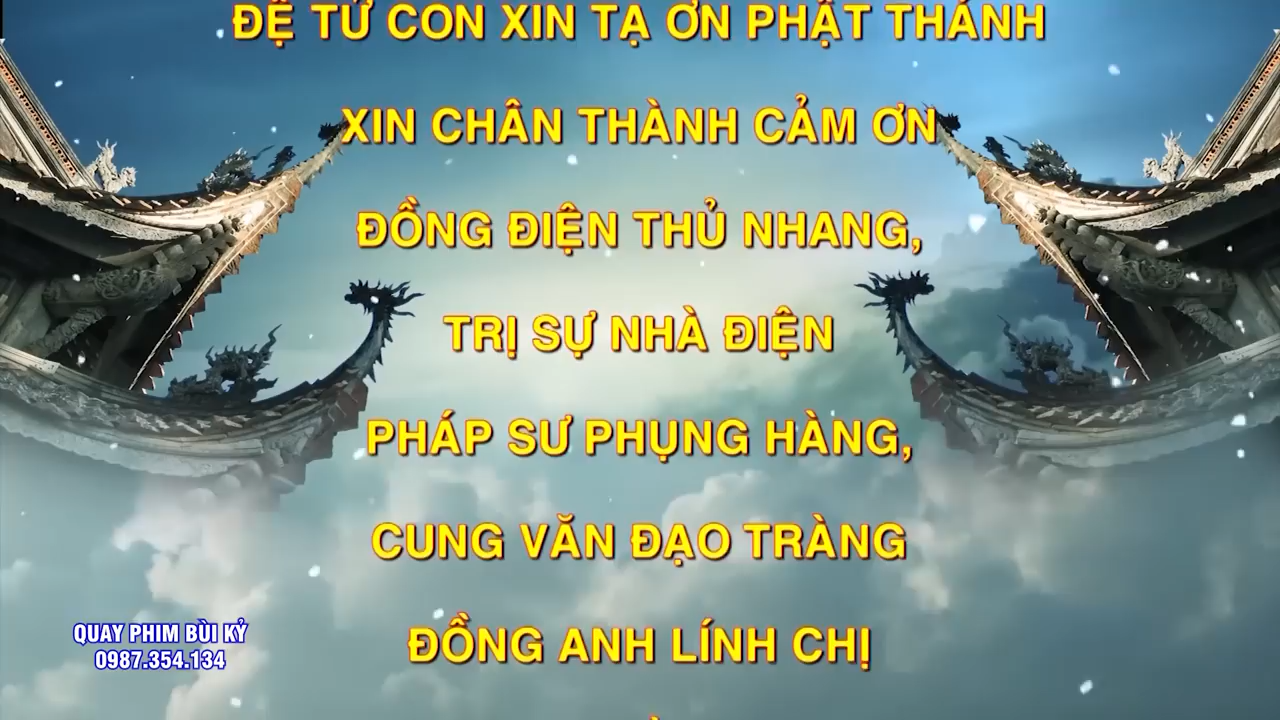 ĐỆ TỬ CON XIN TẠ ƠN PHẬT THÁNH
XIN CHÂN THÀNH CẢM ƠN
ĐỒNG ĐIỆN THỦ NHANG,
TRỊ SỰ NHÀ ĐIỆN
PHÁP SƯ PHỤNG HÀNG,
CUNG VĂN ĐẠO TRÀNG
ĐỒNG ANH LÍNH CHỊ
QUAY PHIM BÙI KỶ
0987.354.134